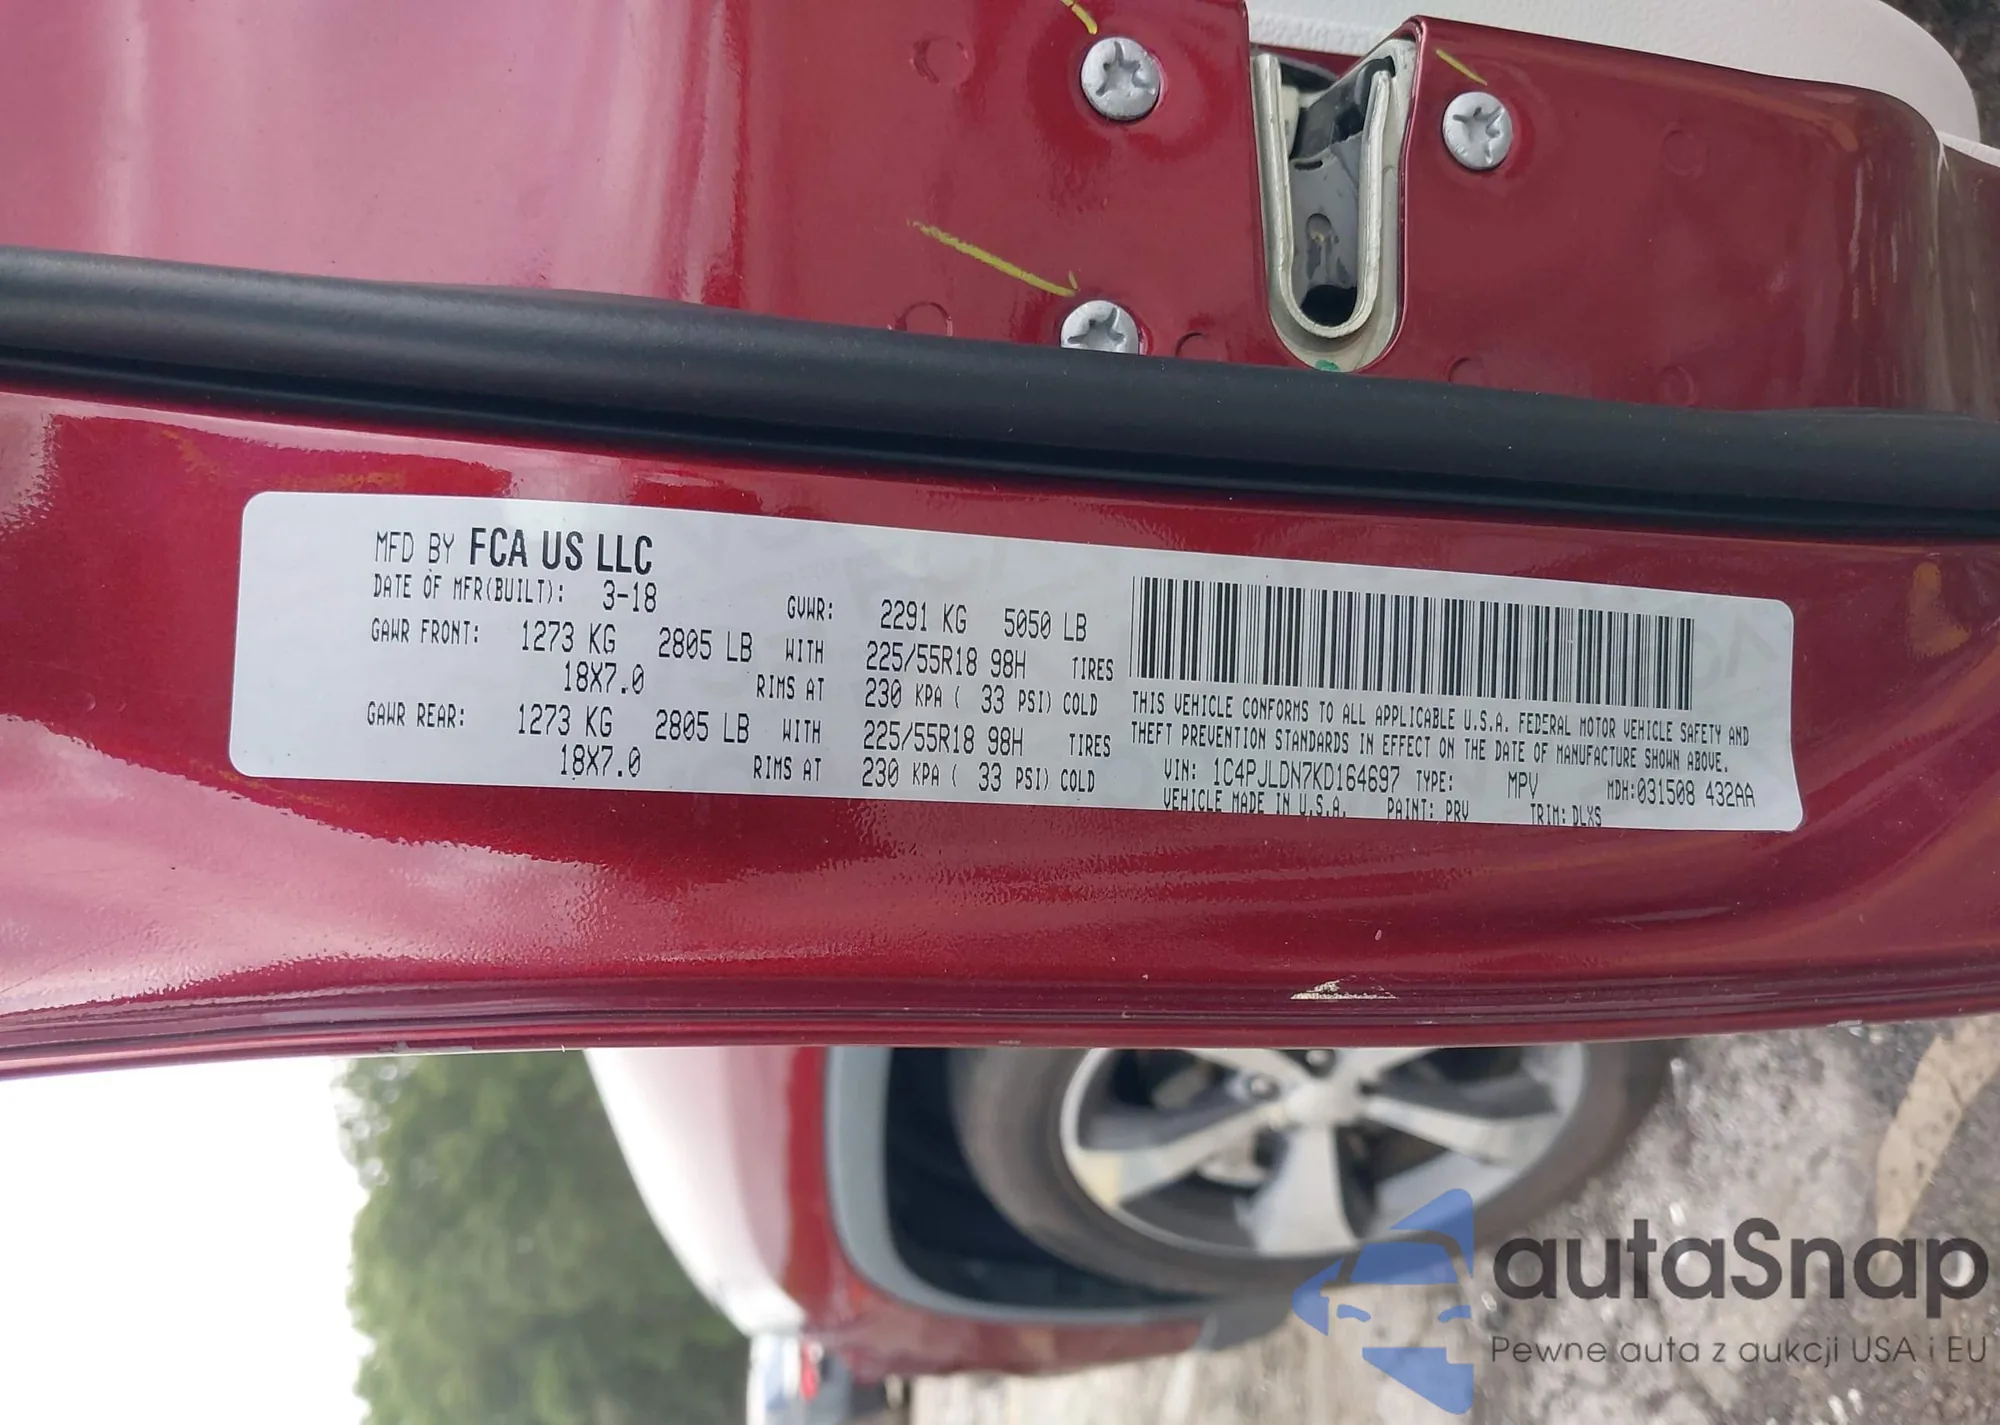 MFD BY FCA US LLC
DATE OF MFR(BUILT): 3-18 GVWR: 2291 KG 5050 LB
GAWR FRONT: 1273 KG 2805 LB WITH 225/55R18 98H TIRES
18X7.0 RIMS AT 230 KPA ( 33 PSI) COLD
GAWR REAR: 1273 KG 2805 LB WITH 225/55R18 98H TIRES
18X7.0 RIMS AT 230 KPA ( 33 PSI) COLD
THIS VEHICLE CONFORMS TO ALL APPLICABLE U.S.A. FEDERAL MOTOR VEHICLE SAFETY AND
THEFT PREVENTION STANDARDS IN EFFECT ON THE DATE OF MANUFACTURE SHOWN ABOVE.
VIN: 1C4PJLDN7KD164697 TYPE: MPV MDH:031508 432AA
VEHICLE MADE IN U.S.A. PAINT: PRV TRIM: DLXS
autaSnap
Pewne auta z aukcji USA i EU